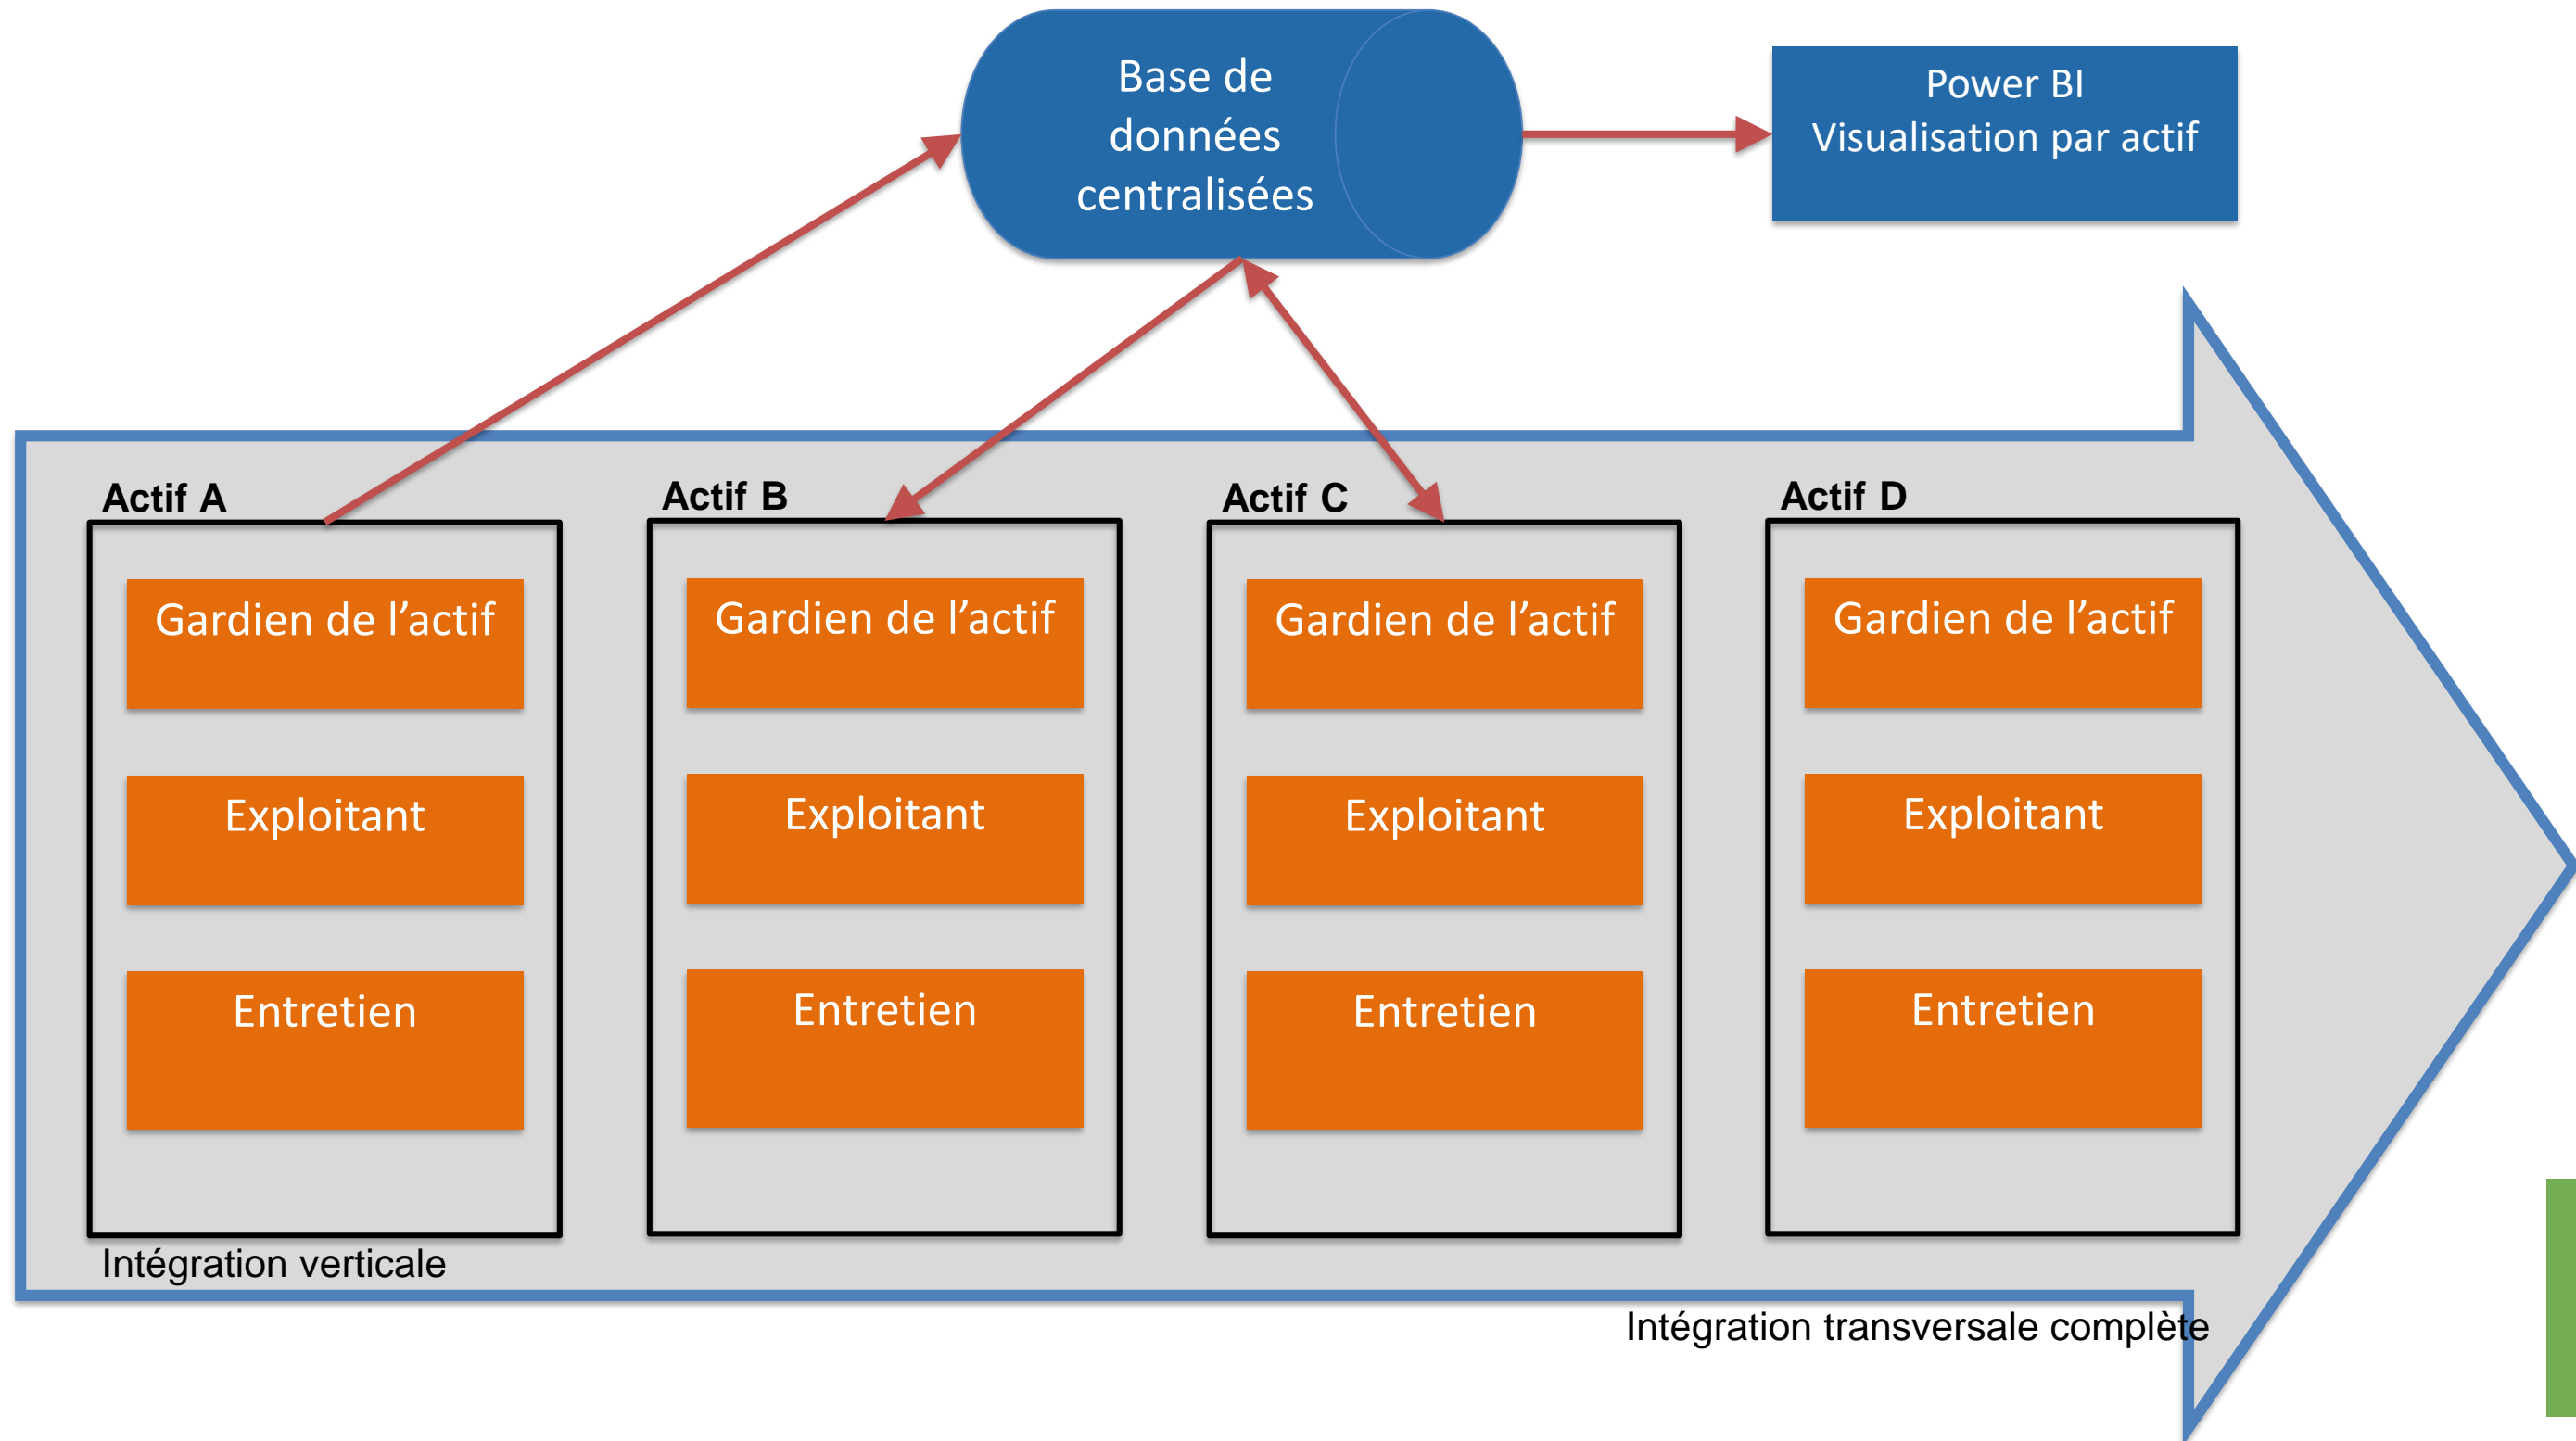 Base de
données
centralisées
Power BI
Visualisation par actif
Actif A
Gardien de l’actif
Exploitant
Entretien
Intégration verticale
Actif B
Gardien de l’actif
Exploitant
Entretien
Actif C
Gardien de l’actif
Exploitant
Entretien
Actif D
Gardien de l’actif
Exploitant
Entretien
Intégration transversale complète